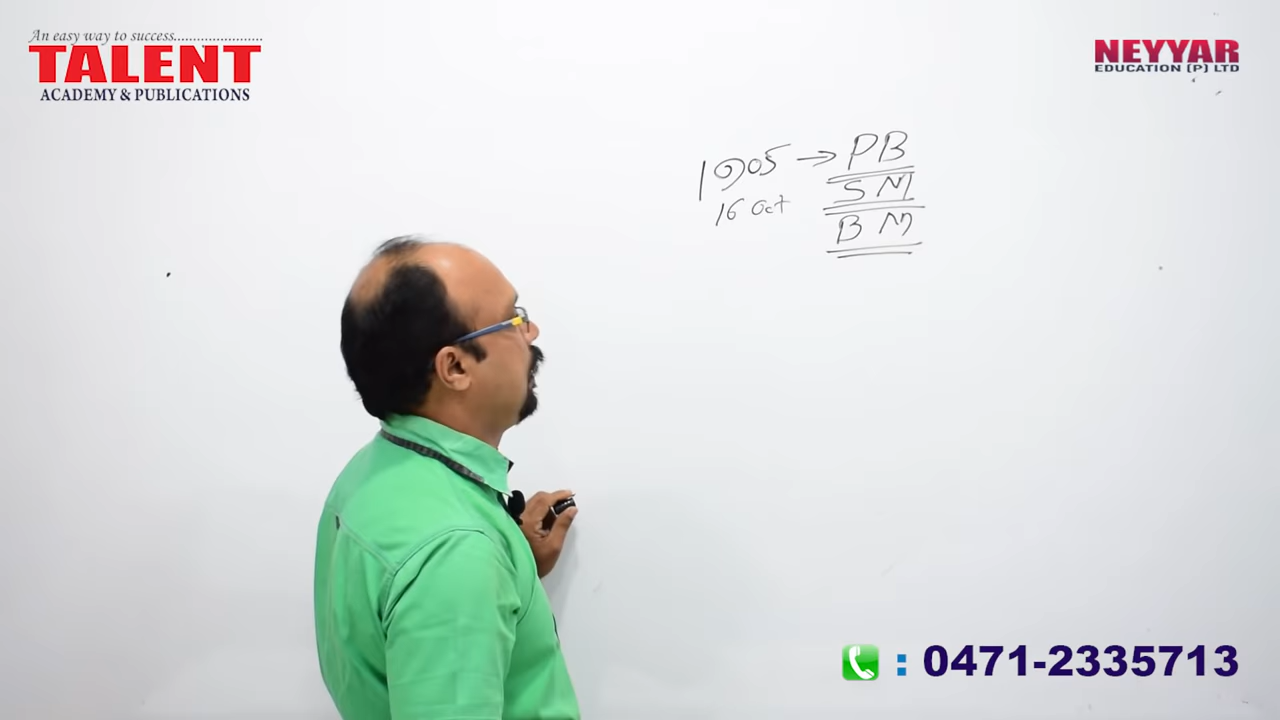 An easy way to success......................
TALENT
ACADEMY & PUBLICATIONS
NEYYAR
EDUCATION (P) LTD
1905 → PB
16 Oct
SM
BM
: 0471-2335713